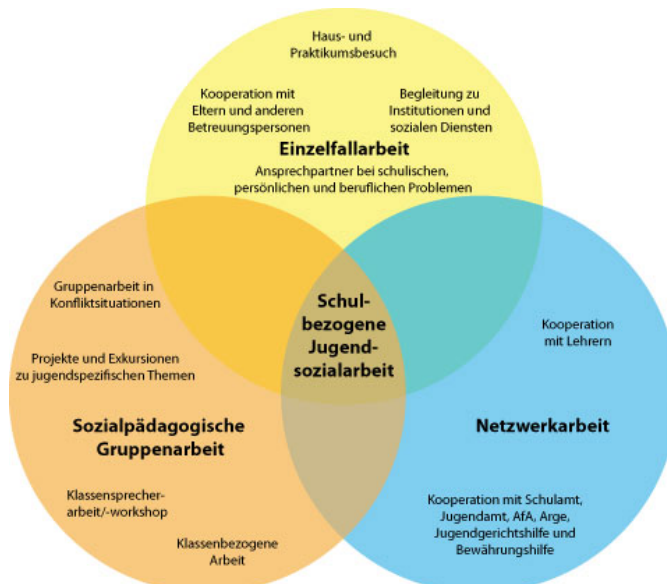 Haus- und
Praktikumsbesuch
Kooperation mit
Eltern und anderen
Betreuungspersonen
Begleitung zu
Institutionen und
sozialen Diensten
Einzelfallarbeit
Ansprechpartner bei schulischen,
persönlichen und beruflichen Problemen
Gruppenarbeit in
Konfliktsituationen
Projekte und Exkursionen
zu jugendspezifischen Themen
Sozialpädagogische
Gruppenarbeit
Klassensprecher-
arbeit/-workshop
Klassenbezogene
Arbeit
Schul-
bezogene
Jugend-
sozialarbeit
Kooperation
mit Lehrern
Netzwerkarbeit
Kooperation mit Schulamt,
Jugendamt, AfA, Arge,
Jugendgerichtshilfe und
Bewährungshilfe